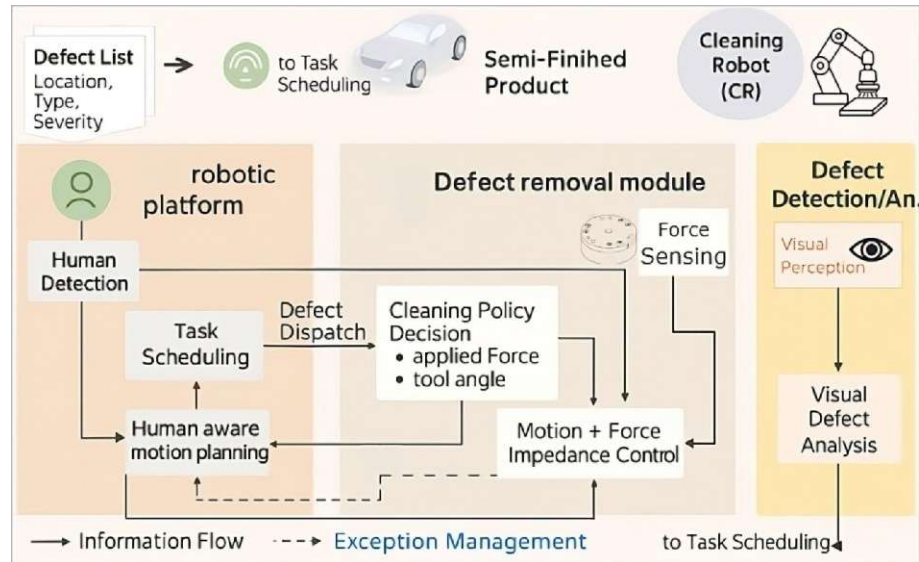 Defect List
Location,
Type,
Severity
to Task
Scheduling
Semi-Finihed
Product
Cleaning
Robot
(CR)
robotic
platform
Human
Detection
Task
Scheduling
Human aware
motion planning
Defect
Dispatch
Defect removal module
Force
Sensing
Cleaning Policy
Decision
• applied Force
• tool angle
Motion + Force
Impedance Control
Defect
Detection/An.
Visual
Perception
Visual
Defect
Analysis
Information Flow
Exception Management
to Task Scheduling